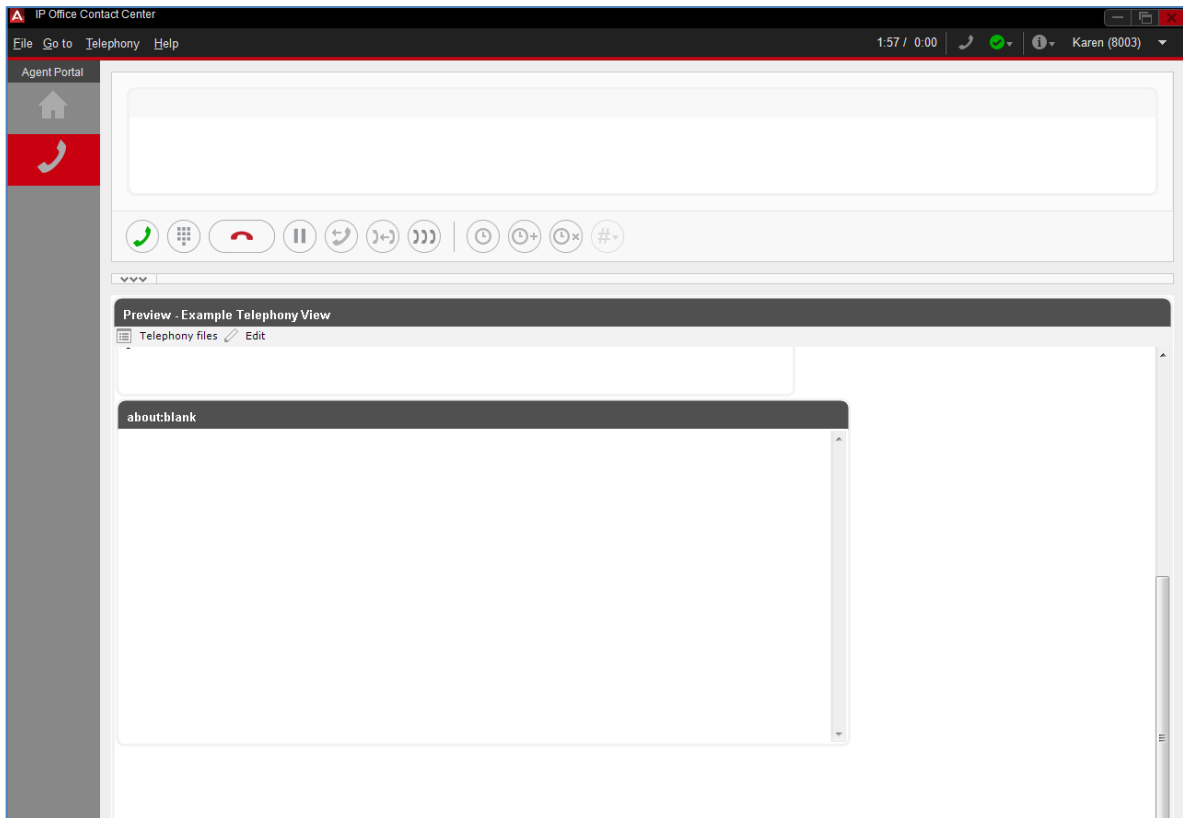 IP Office Contact Center
File Go to Telephony Help
1:57 / 0:00
Karen (8003)
Agent Portal
Preview - Example Telephony View
Telephony files Edit
about:blank